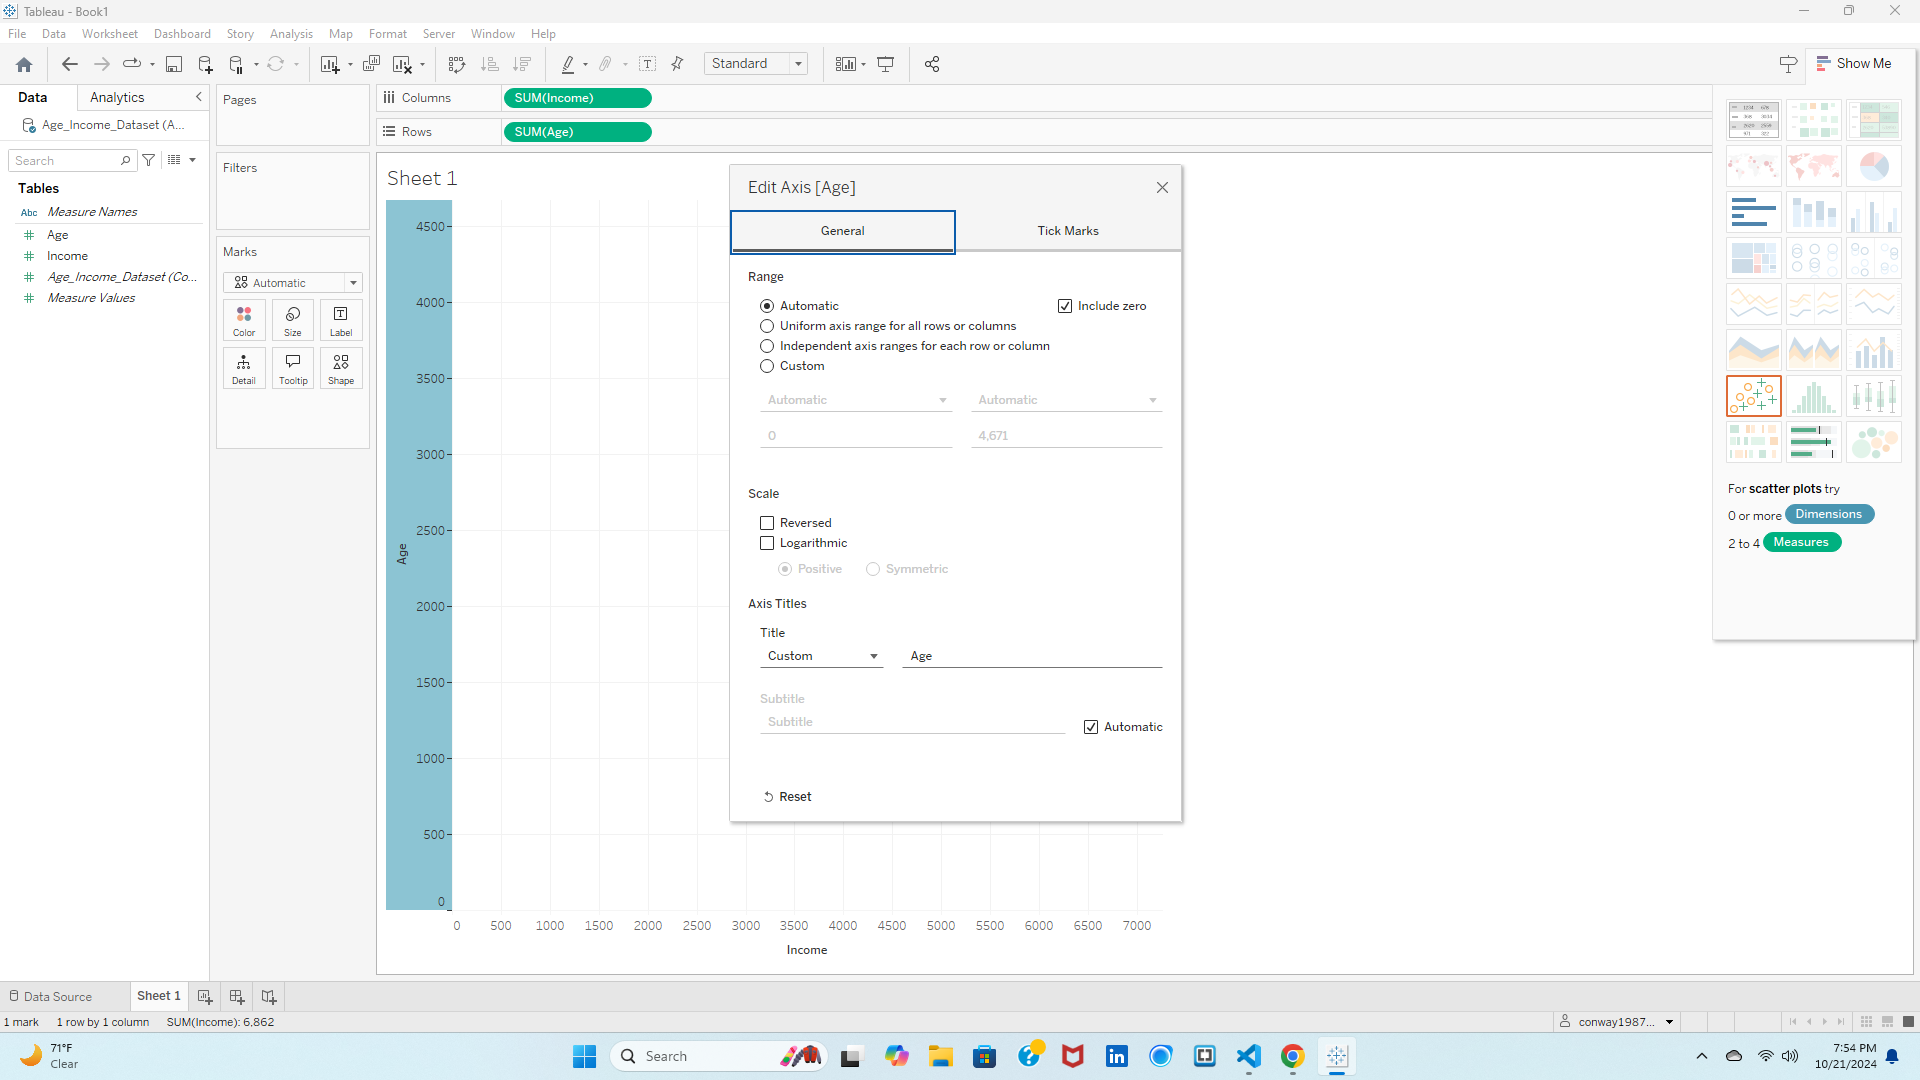 Tableau - Book1
File Data Worksheet Dashboard Story Analysis Map Format Server Window Help
Standard
Show Me
Data Analytics
Age_Income_Dataset (A...
Search
Tables
Abc Measure Names
Age
Income
Age_Income_Dataset (Co...
Measure Values
Pages
Filters
Marks
Automatic
Color Size Label
Detail Tooltip Shape
Columns SUM(Income)
Rows SUM(Age)
Sheet 1
4500
4000
3500
3000
2500
2000
1500
1000
500
0
Age
0 500 1000 1500 2000 2500 3000 3500 4000 4500 5000 5500 6000 6500 7000
Income
Edit Axis [Age]
General Tick Marks
Range
Automatic Include zero
Uniform axis range for all rows or columns
Independent axis ranges for each row or column
Custom
Automatic Automatic
0 4,671
Scale
Reversed
Logarithmic
Positive Symmetric
Axis Titles
Title
Custom Age
Subtitle
Subtitle Automatic
Reset
For scatter plots try
0 or more Dimensions
2 to 4 Measures
Data Source Sheet 1
1 mark 1 row by 1 column SUM(Income): 6,862
conway1987...
71°F
Clear
Search
7:54 PM
10/21/2024